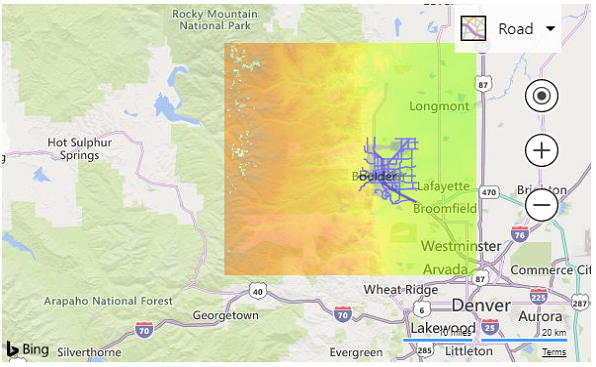 Rocky Mountain
National Park
Road
87
Longmont
Hot Sulphur
Springs
Boulder
Lafayette
470
Brighton
Broomfield
76
Westminster
Arvada
87
Commerce Cit
40
Wheat Ridge
Arapaho National Forest
Georgetown
70
6
Denver
225
287
70
Lakewood
25
Aurora
10 miles
20 km
Bing
Silverthorne
Evergreen
285
Littleton
Terms